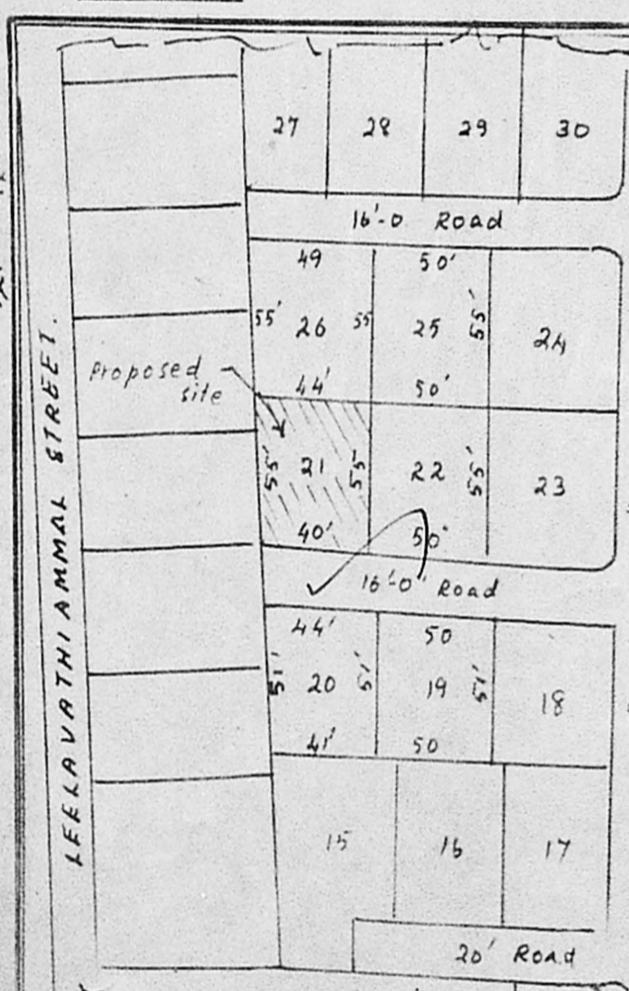 27 28 29 30
16'-0 Road
49 50'
55' 26 55 25 55' 24
Proposed
site
44' 50'
55' 21 55' 22 55' 23
40' 50'
16'-0' Road
44' 50
51' 20 51' 19 51' 18
41' 50
15 16 17
20' Road
LEELAVATHI AMMAL STREET.